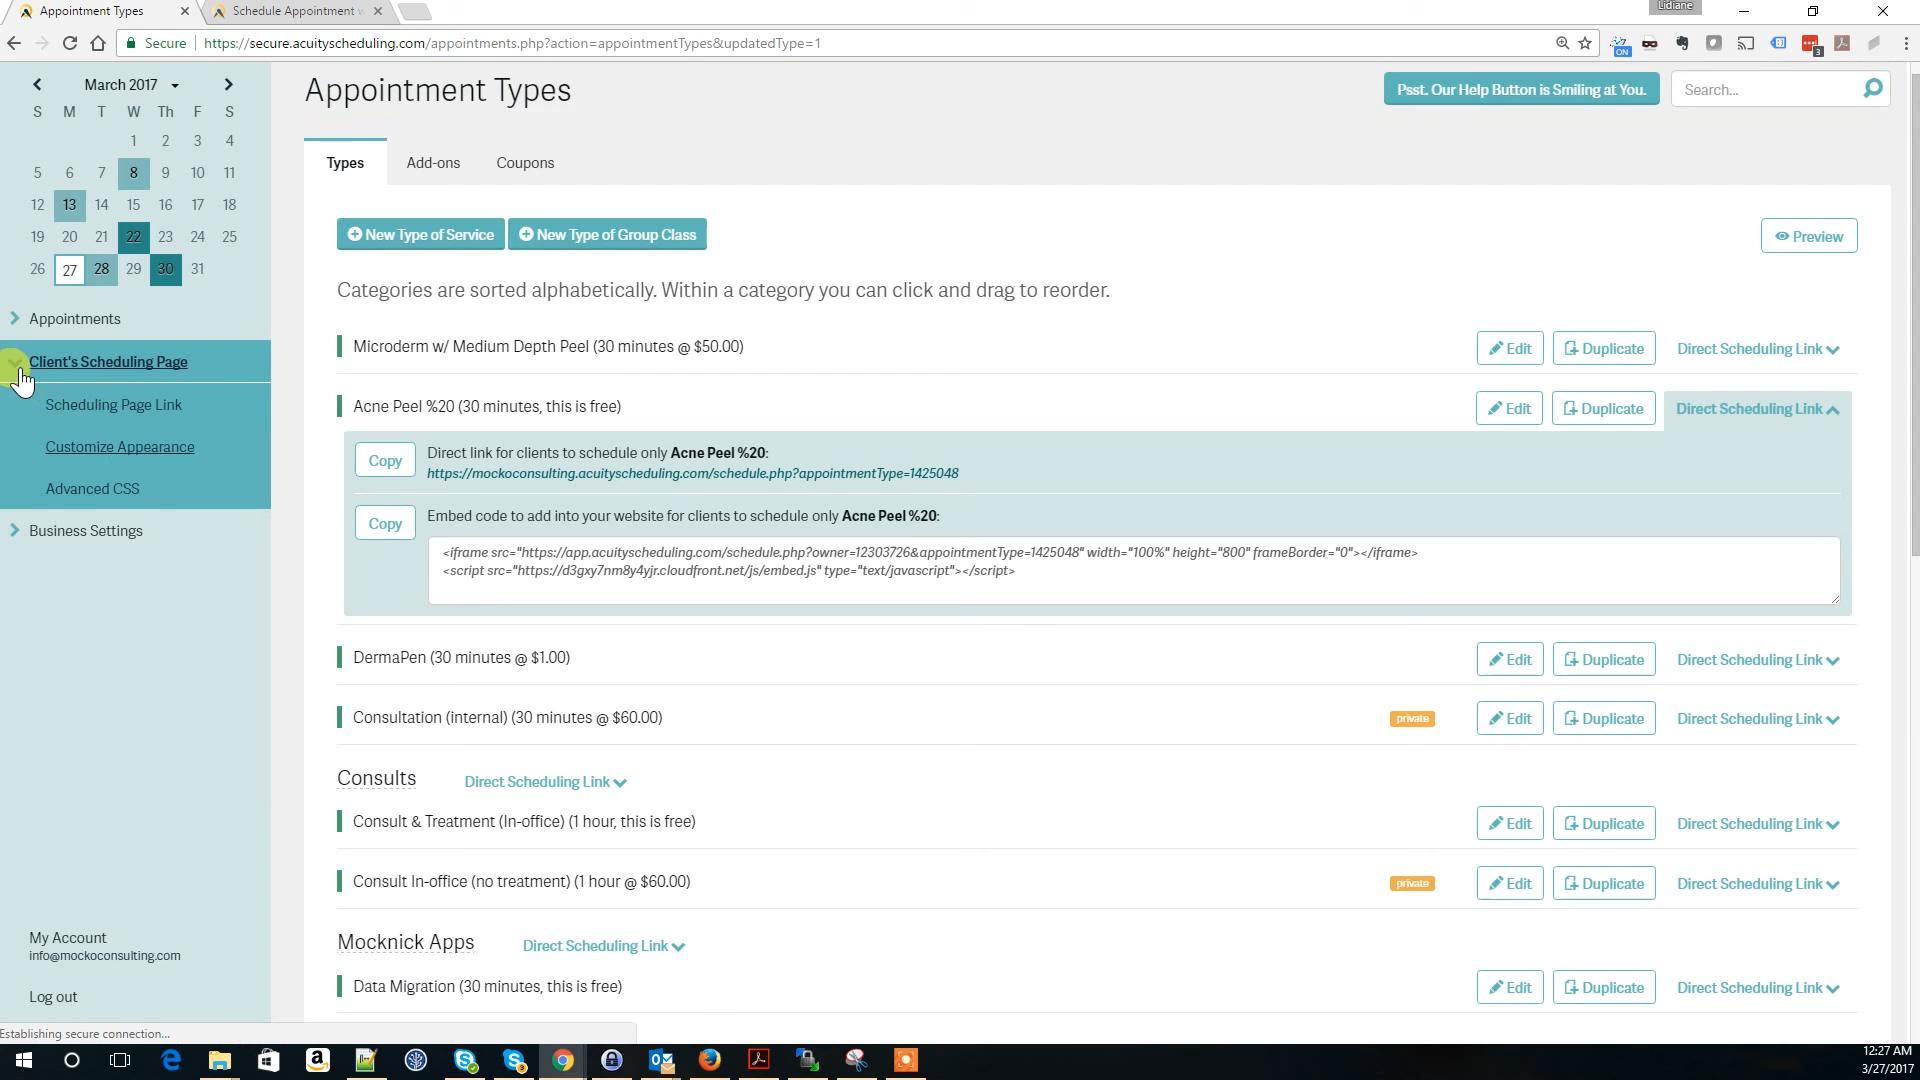 Appointment Types
Schedule Appointment w
Lidiane
Secure
https://secure.acuityscheduling.com/appointments.php?action=appointmentTypes&updatedType=1
ON
3
March 2017
S M T W Th F S
1 2 3 4
5 6 7 8 9 10 11
12 13 14 15 16 17 18
19 20 21 22 23 24 25
26 27 28 29 30 31
Appointments
Client's Scheduling Page
Scheduling Page Link
Customize Appearance
Advanced CSS
Business Settings
My Account
info@mockoconsulting.com
Log out
Establishing secure connection...
Appointment Types
Psst. Our Help Button is Smiling at You.
Search...
Types Add-ons Coupons
New Type of Service New Type of Group Class Preview
Categories are sorted alphabetically. Within a category you can click and drag to reorder.
Microderm w/ Medium Depth Peel (30 minutes @ $50.00) Edit Duplicate Direct Scheduling Link
Acne Peel %20 (30 minutes, this is free) Edit Duplicate Direct Scheduling Link
Copy Direct link for clients to schedule only Acne Peel %20:
https://mockoconsulting.acuityscheduling.com/schedule.php?appointmentType=1425048
Copy Embed code to add into your website for clients to schedule only Acne Peel %20:
<iframe src="https://app.acuityscheduling.com/schedule.php?owner=12303726&appointmentType=1425048" width="100%" height="800" frameBorder="0"></iframe>
<script src="https://d3gxy7nm8y4yjr.cloudfront.net/js/embed.js" type="text/javascript"></script>
DermaPen (30 minutes @ $1.00) Edit Duplicate Direct Scheduling Link
Consultation (internal) (30 minutes @ $60.00) private Edit Duplicate Direct Scheduling Link
Consults Direct Scheduling Link
Consult & Treatment (In-office) (1 hour, this is free) Edit Duplicate Direct Scheduling Link
Consult In-office (no treatment) (1 hour @ $60.00) private Edit Duplicate Direct Scheduling Link
Mocknick Apps Direct Scheduling Link
Data Migration (30 minutes, this is free) Edit Duplicate Direct Scheduling Link
12:27 AM
3/27/2017